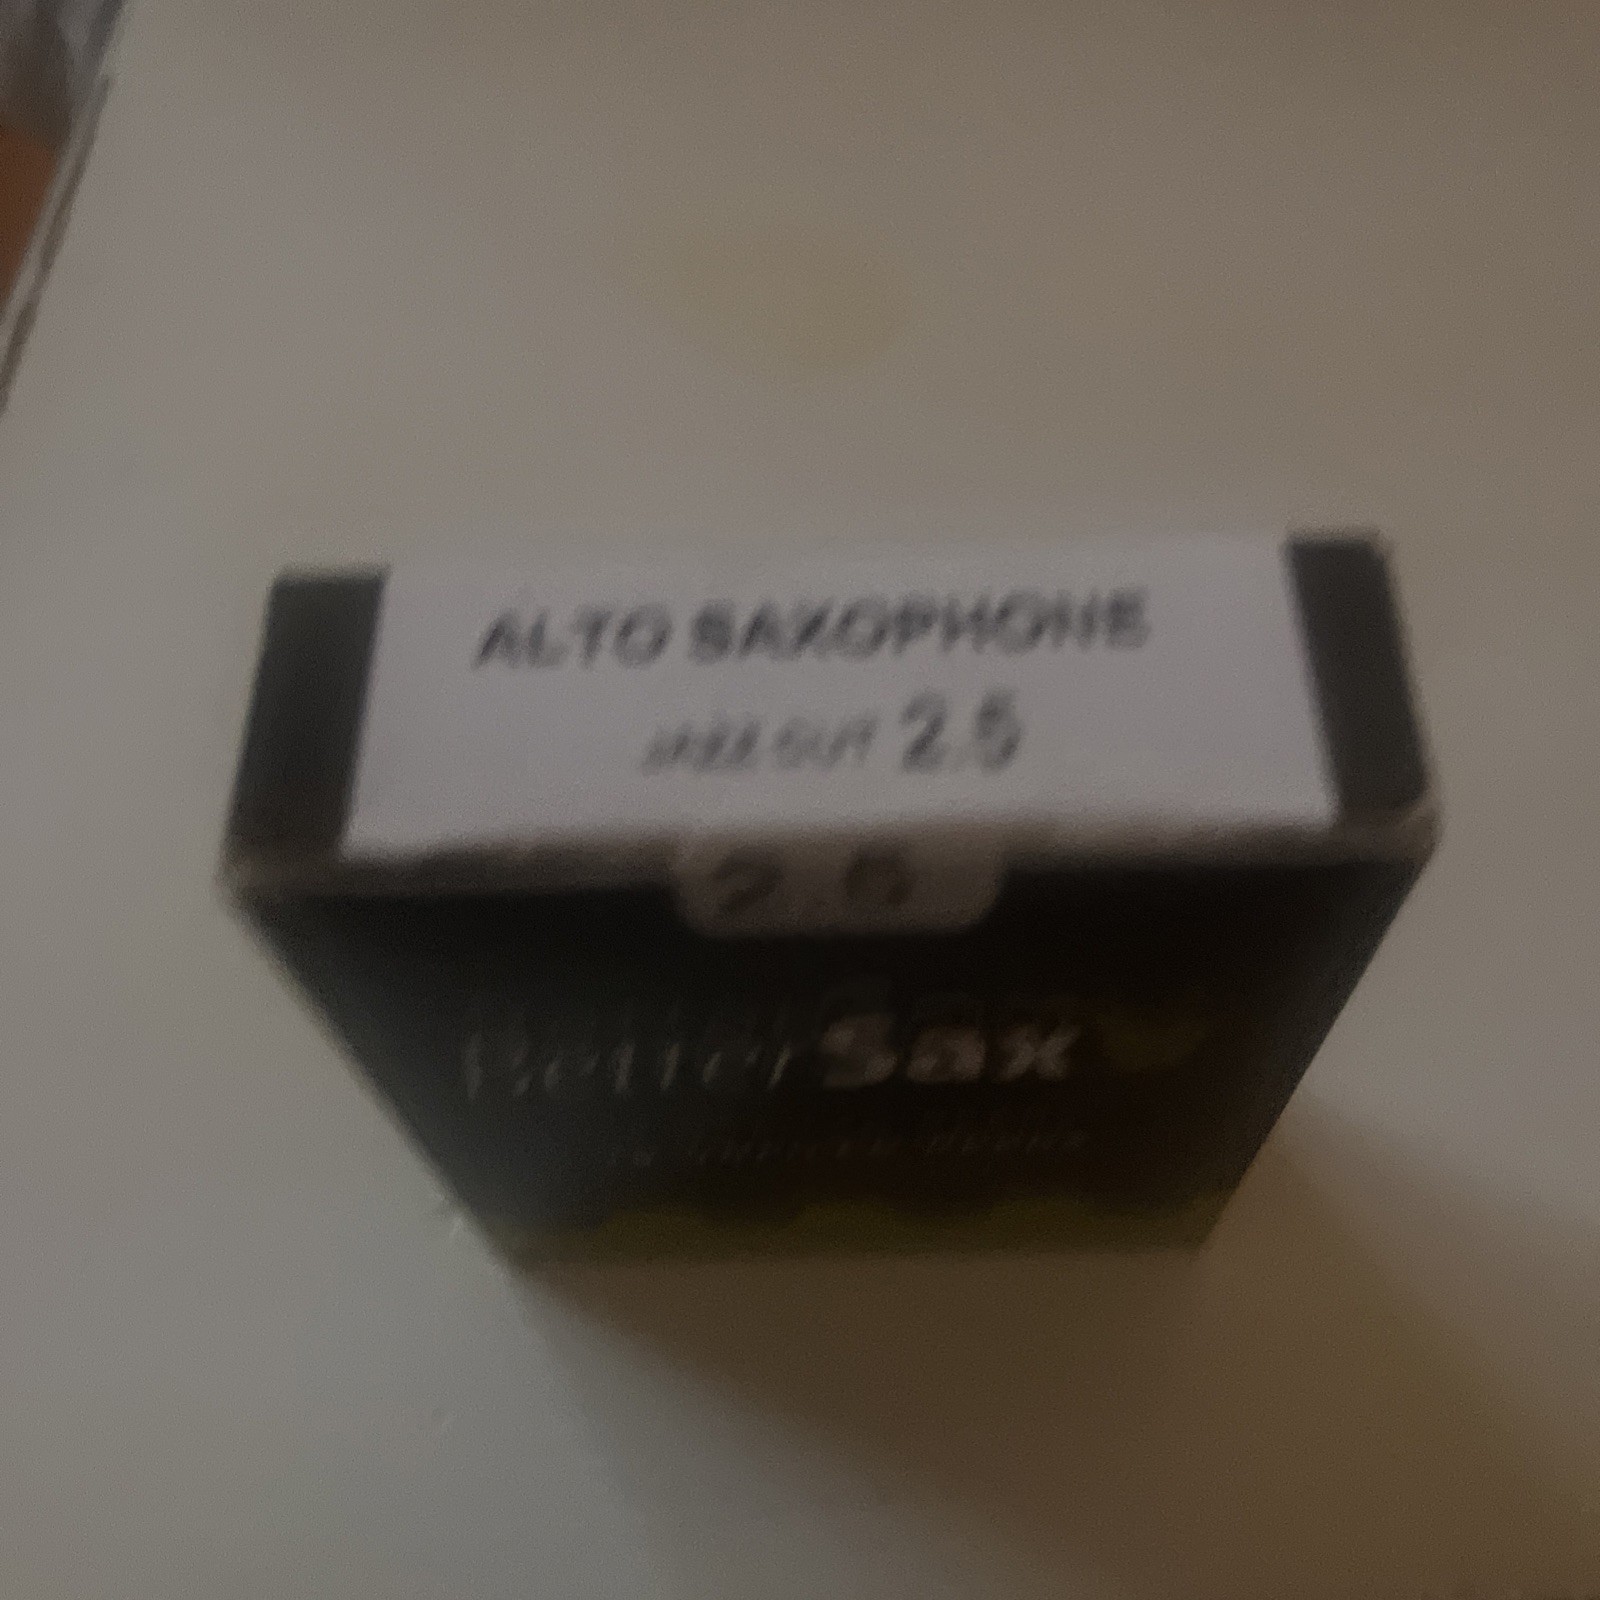 ALTO SAXOPHONE
JAZZ CUT 2.5
2.5
BetterSax